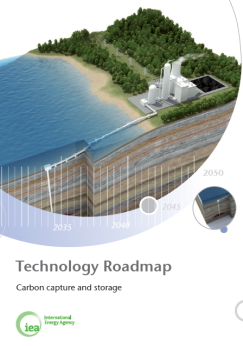 2050
2045
2040
2035
Technology Roadmap
Carbon capture and storage
iea
International
Energy Agency